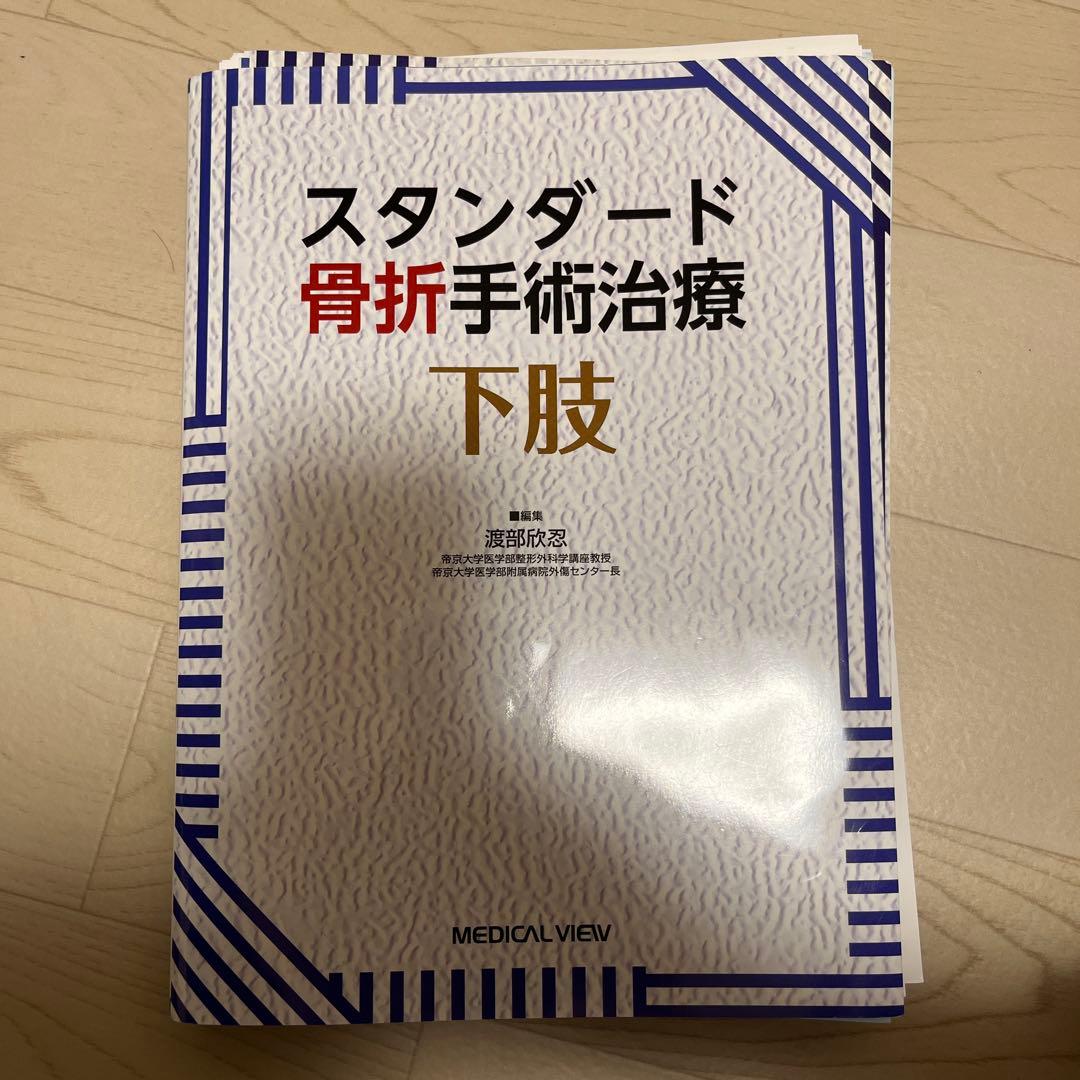 スタンダード
骨折手術治療
下肢
■編集
渡部欣忍
帝京大学医学部整形外科学講座教授
帝京大学医学部附属病院外傷センター長
MEDICAL VIEW